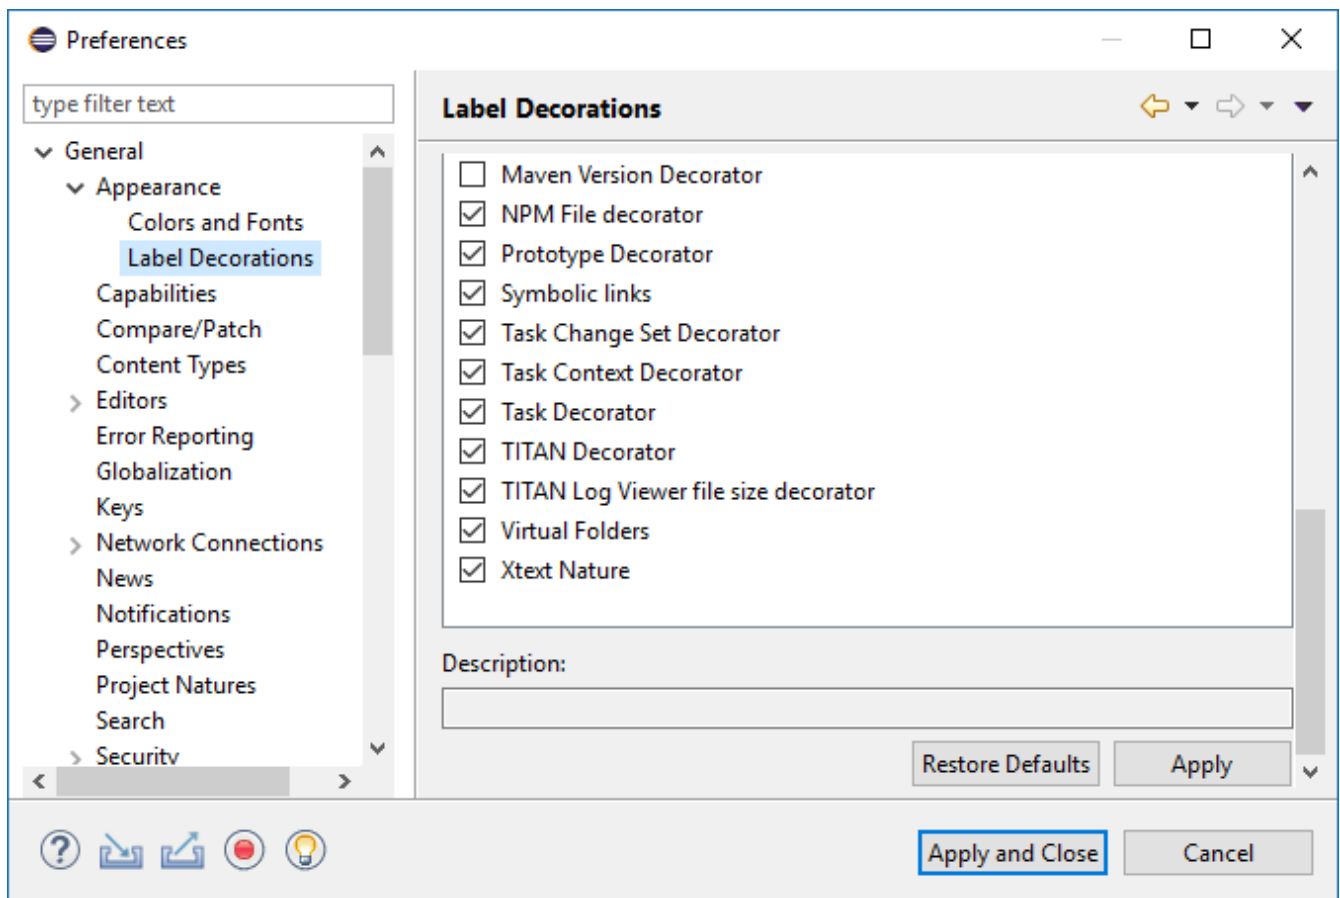 Preferences
type filter text
General
Appearance
Colors and Fonts
Label Decorations
Capabilities
Compare/Patch
Content Types
Editors
Error Reporting
Globalization
Keys
Network Connections
News
Notifications
Perspectives
Project Natures
Search
Security
Label Decorations
Maven Version Decorator
NPM File decorator
Prototype Decorator
Symbolic links
Task Change Set Decorator
Task Context Decorator
Task Decorator
TITAN Decorator
TITAN Log Viewer file size decorator
Virtual Folders
Xtext Nature
Description:
Restore Defaults
Apply
Apply and Close
Cancel